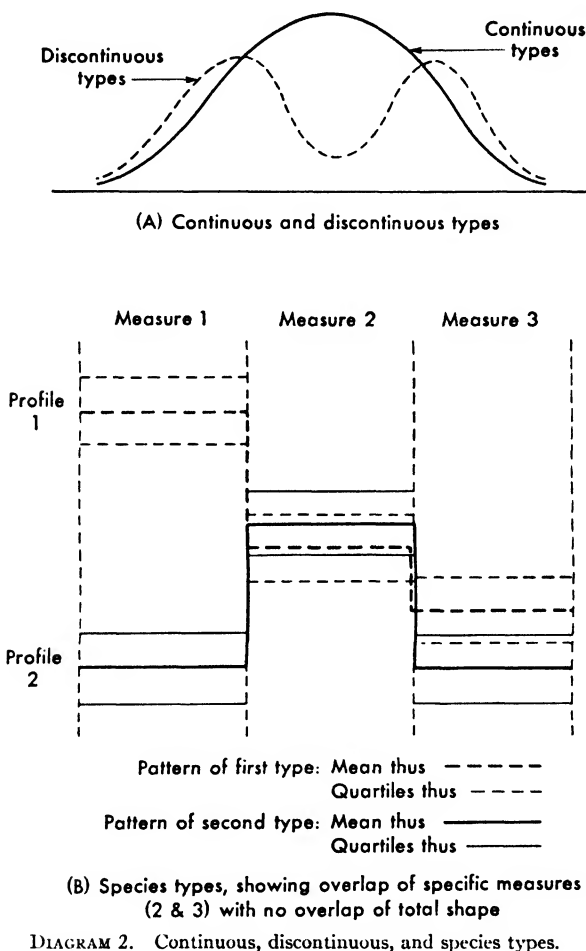 Discontinuous
types
Continuous
types
(A) Continuous and discontinuous types
Measure 1 Measure 2 Measure 3
Profile
1
Profile
2
Pattern of first type: Mean thus
Quartiles thus
Pattern of second type: Mean thus
Quartiles thus
(B) Species types, showing overlap of specific measures
(2 & 3) with no overlap of total shape
DIAGRAM 2. Continuous, discontinuous, and species types.